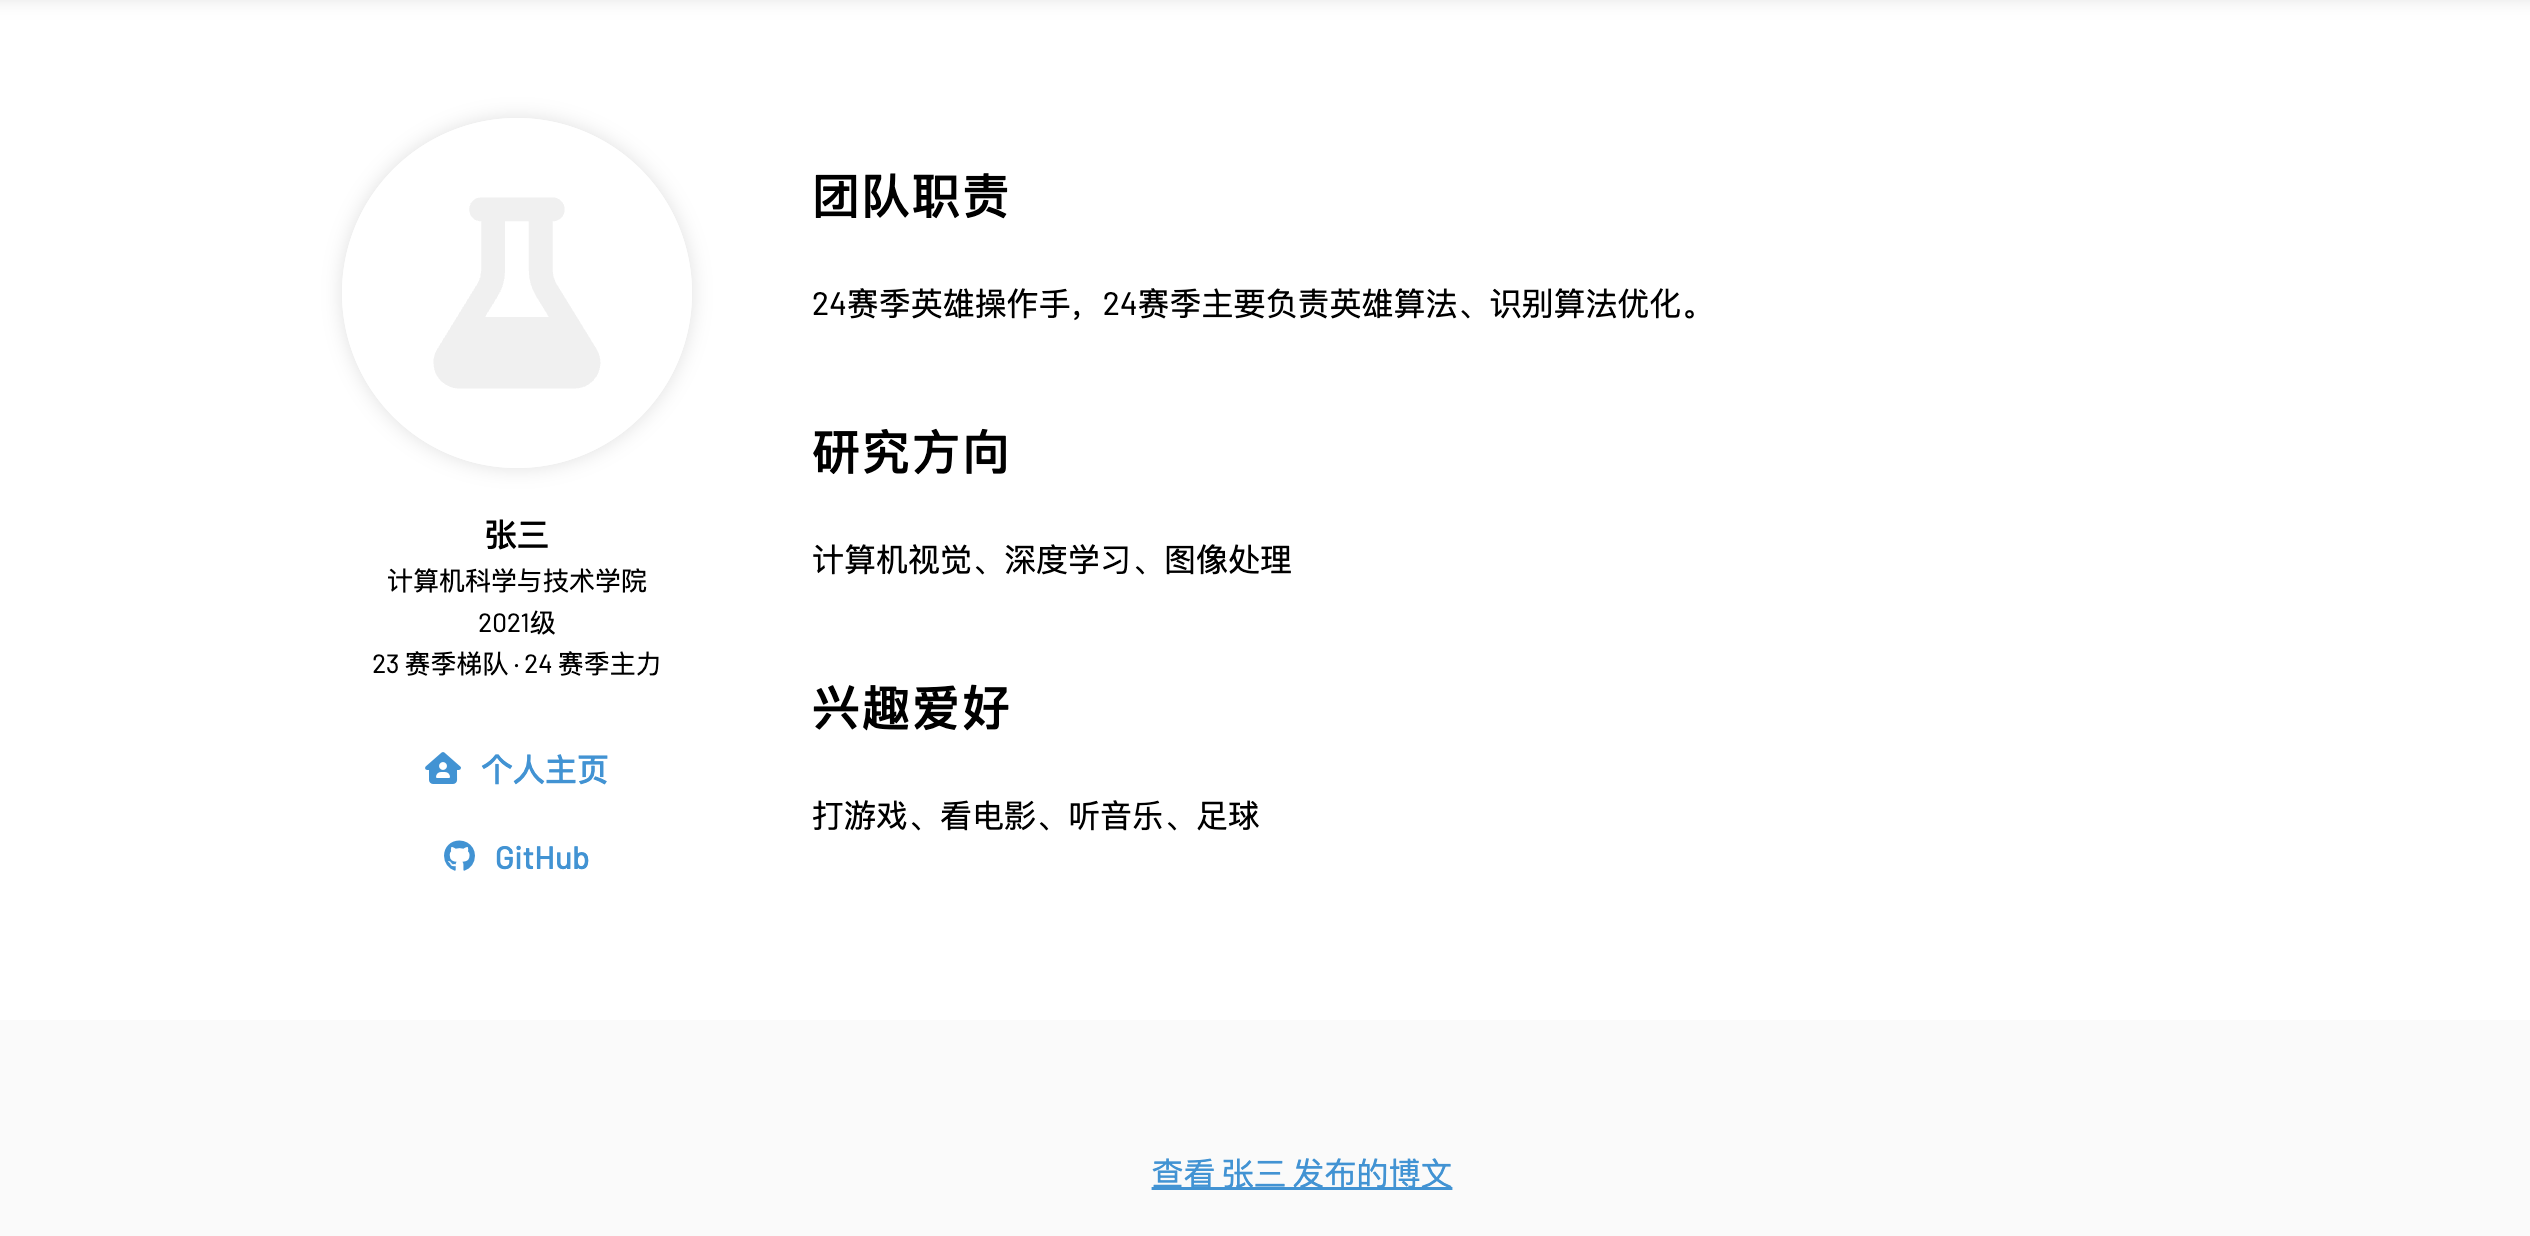 张三
计算机科学与技术学院
2021级
23 赛季梯队 · 24 赛季主力
个人主页
GitHub
团队职责
24赛季英雄操作手，24赛季主要负责英雄算法、识别算法优化。
研究方向
计算机视觉、深度学习、图像处理
兴趣爱好
打游戏、看电影、听音乐、足球
查看 张三 发布的博文